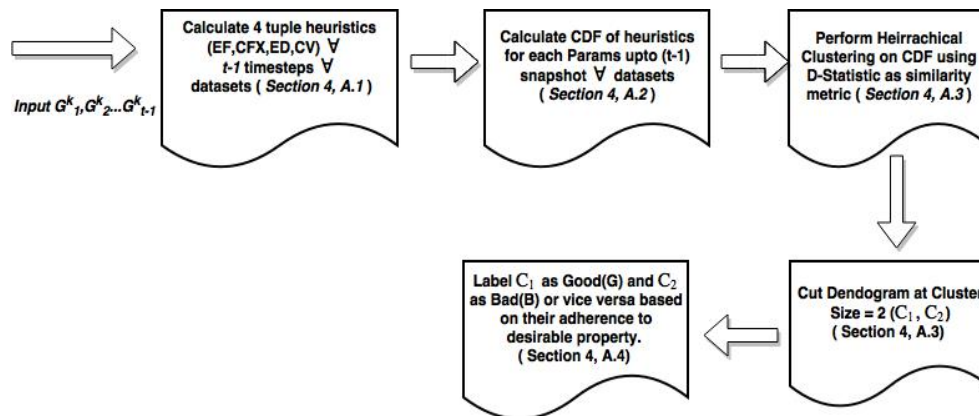 Input G^k_1,G^k_2...G^k_{t-1}
Calculate 4 tuple heuristics
(EF,CFX,ED,CV) ∀
t-1 timesteps ∀
datasets ( Section 4, A.1 )
Calculate CDF of heuristics
for each Params upto (t-1)
snapshot ∀ datasets
( Section 4, A.2 )
Perform Heirrachical
Clustering on CDF using
D-Statistic as similarity
metric ( Section 4, A.3 )
Cut Dendogram at Cluster
Size = 2 (C₁, C₂)
( Section 4, A.3)
Label C₁ as Good(G) and C₂
as Bad(B) or vice versa based
on their adherence to
desirable property.
( Section 4, A.4)